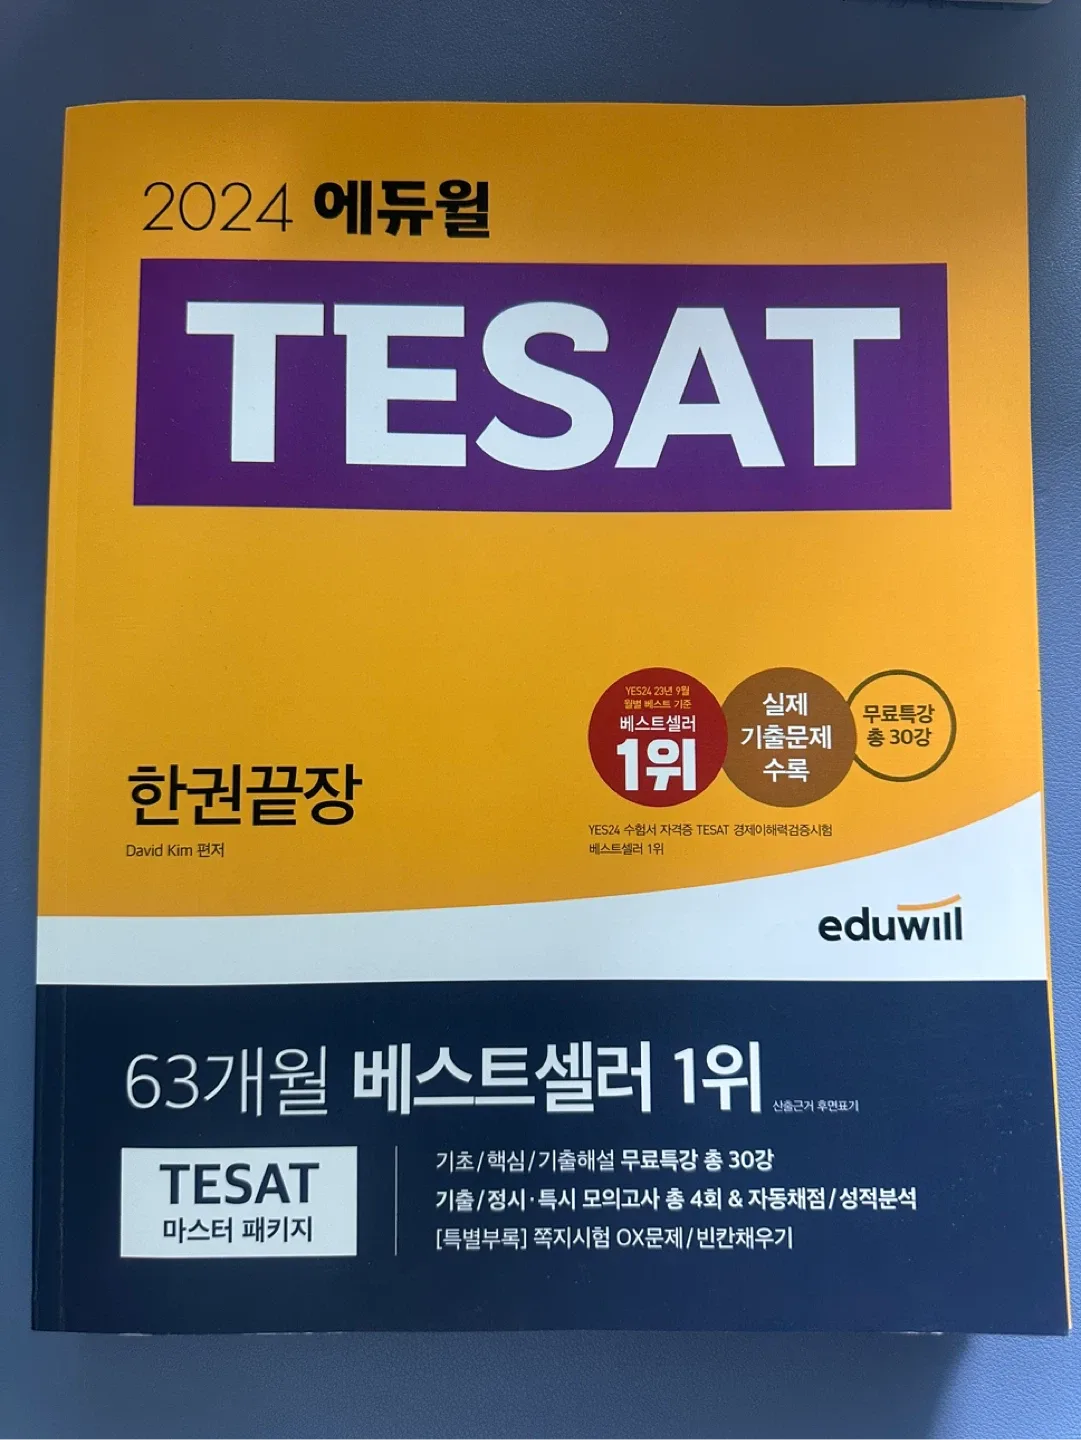 2024 에듀윌
TESAT
YES24 23년 9월
월별 베스트 기준
베스트셀러
1위
실제
기출문제
수록
무료특강
총 30강
한권끝장
David Kim 편저
YES24 수험서 자격증 TESAT 경제이해력검증시험
베스트셀러 1위
eduwill
63개월 베스트셀러 1위 산출근거 후면표기
TESAT
마스터 패키지
기초/핵심/기출해설 무료특강 총 30강
기출/정시·특시 모의고사 총 4회 & 자동채점/성적분석
[특별부록] 쪽지시험 OX문제/빈칸채우기